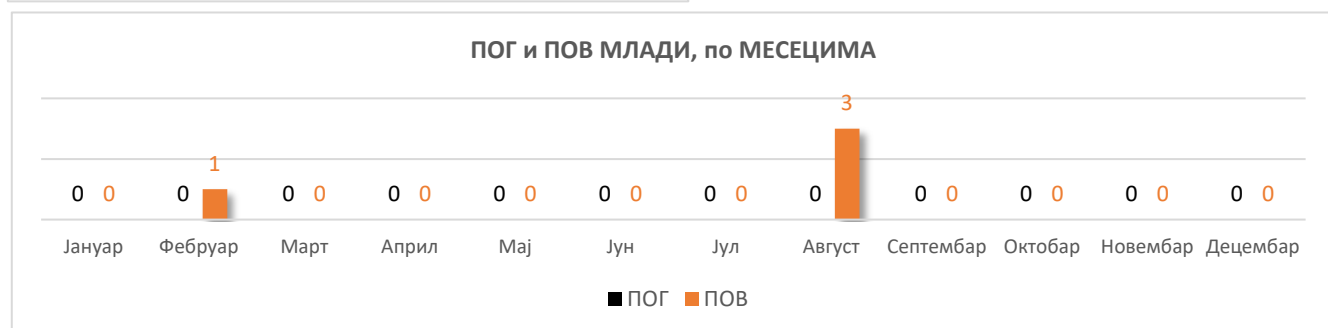 ПОГ и ПОВ МЛАДИ, по МЕСЕЦИМА
3
1
0 0 0 0 0 0 0 0 0 0 0 0 0 0 0 0 0 0 0 0 0 0
Јануар Фебруар Март Април Мај Јун Јул Август Септембар Октобар Новембар Децембар
ПОГ ПОВ